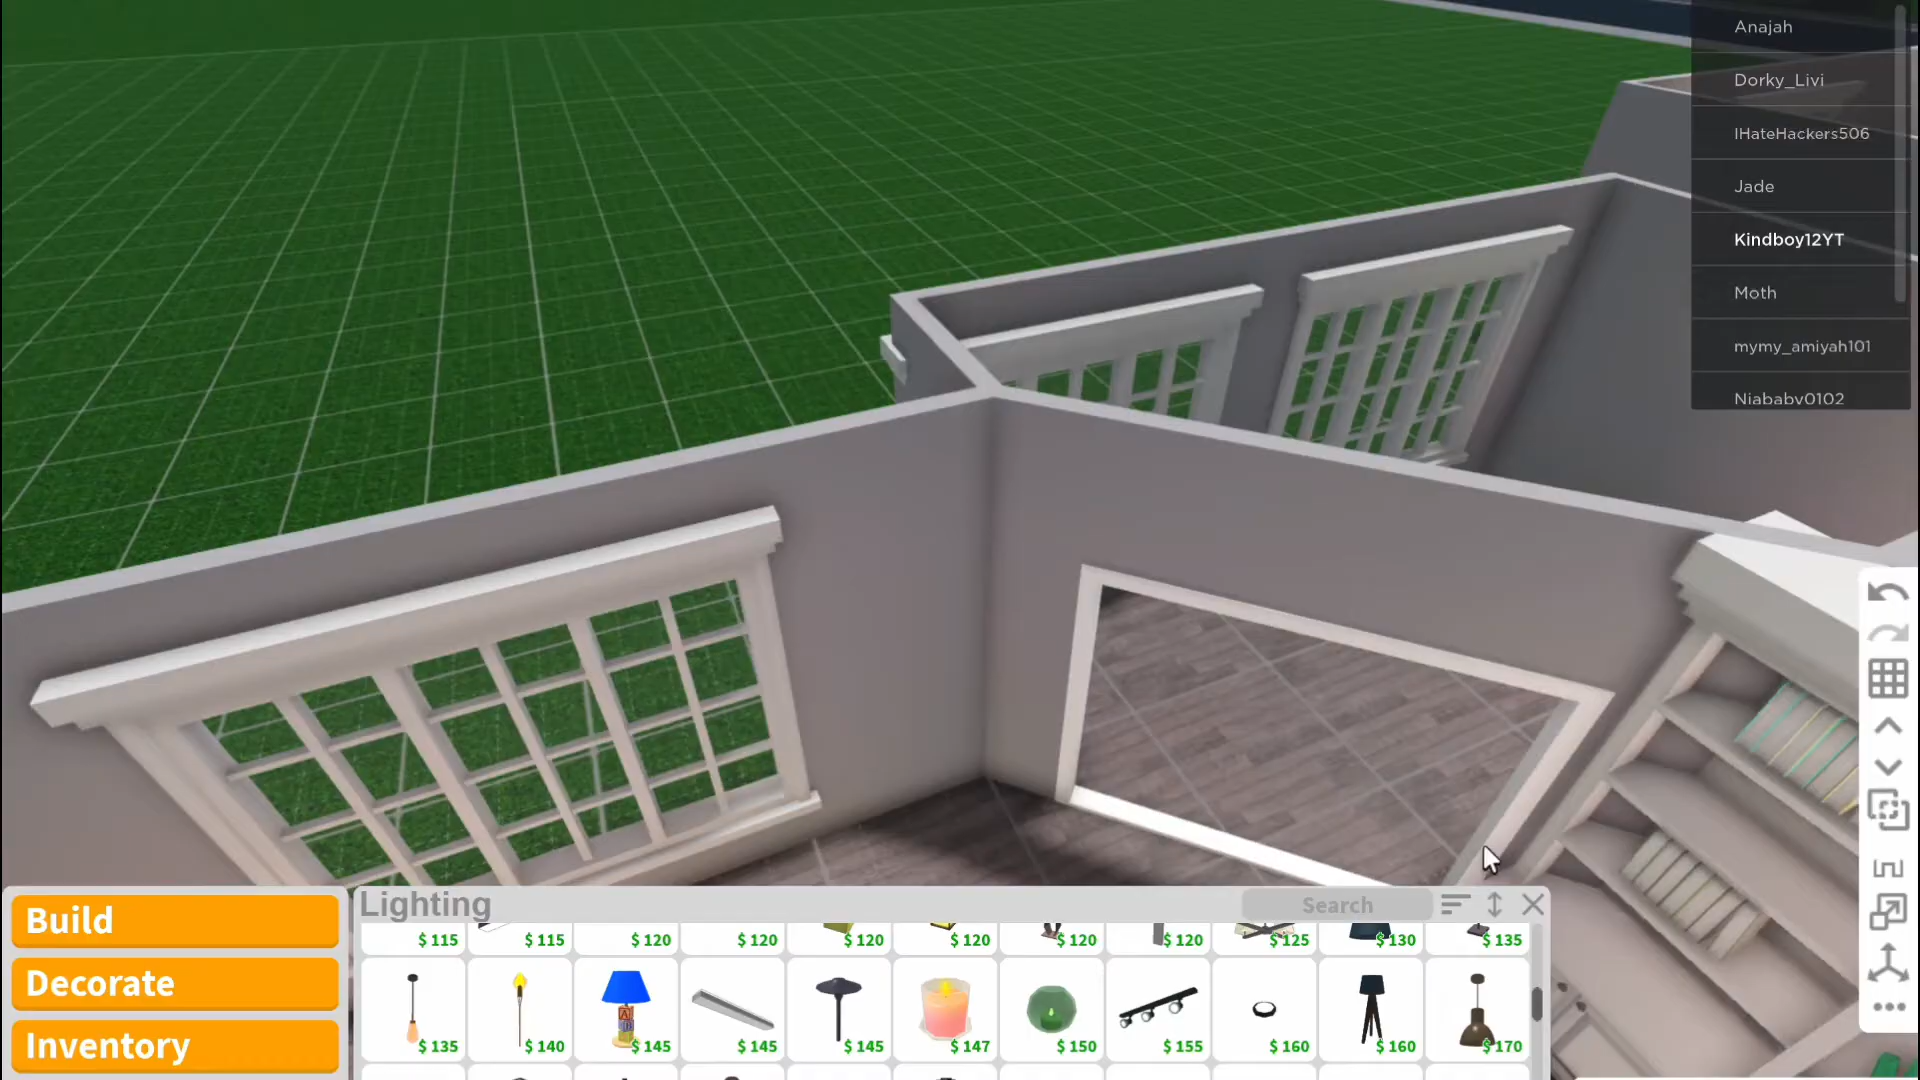 Anajah
Dorky_Livi
IHateHackers506
Jade
Kindboy12YT
Moth
mymy_amiyah101
Niababy0102
Build
Decorate
Inventory
Lighting
Search
$115 $115 $120 $120 $120 $120 $120 $120 $125 $130 $135
$135 $140 $145 $145 $145 $147 $150 $155 $160 $160 $170